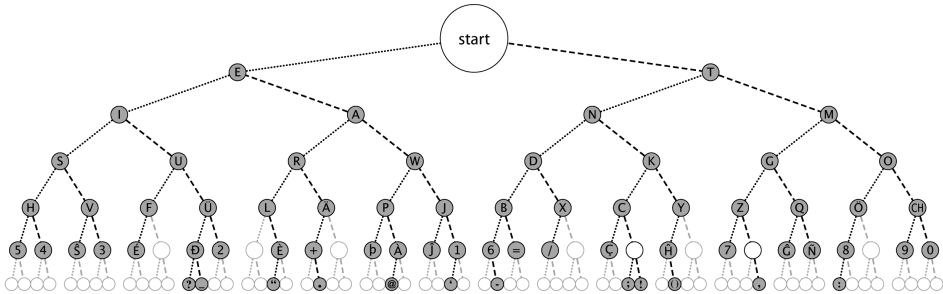 start
E T
I A N M
S U R W D K G O
H V F Ü L Ä P J B X C Y Z Q Ö CH
5 4 Ŝ 3 É Đ 2 È + þ À Ĵ 1 6 = / Ç Ĥ 7 Ĝ Ñ 8 9 0
? _ “ . @ ‘ - ; ! () , :